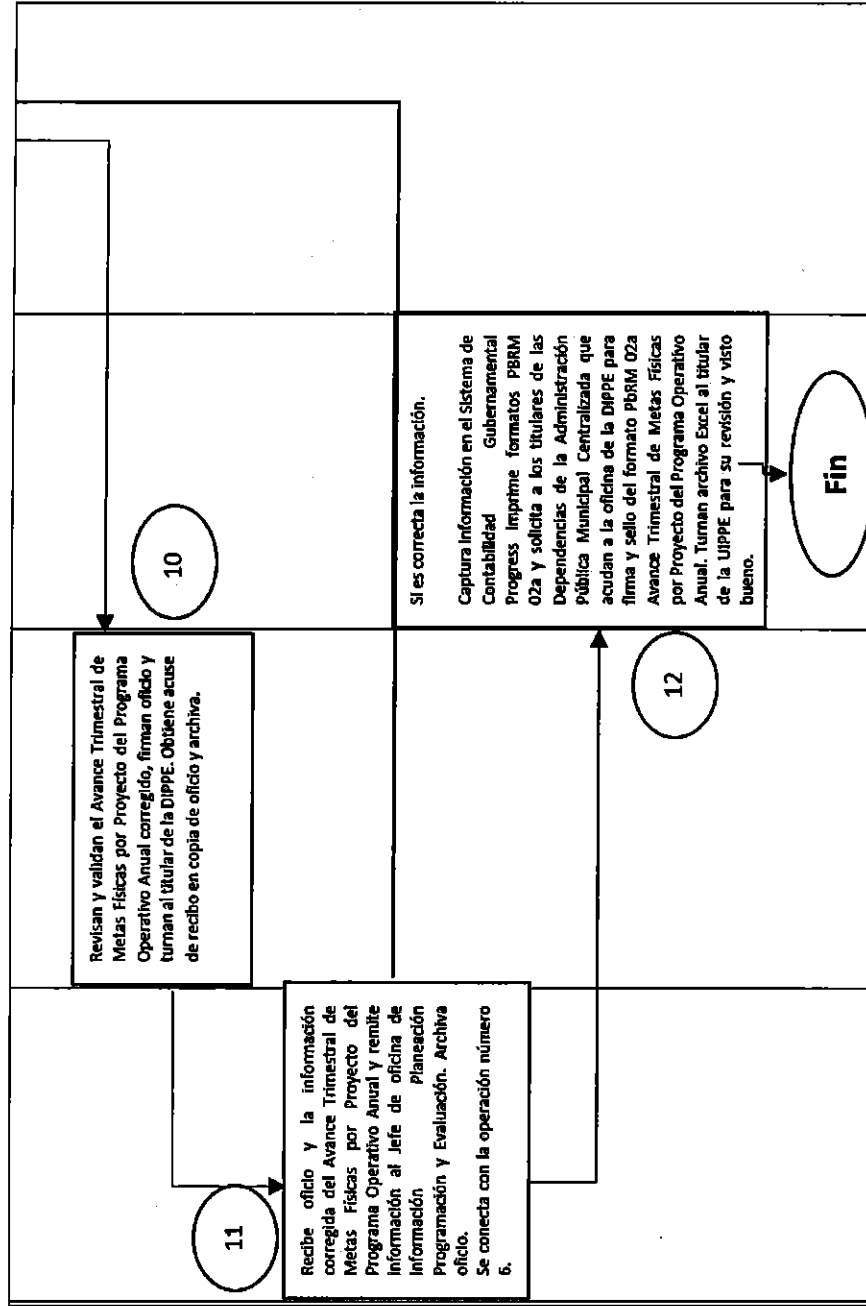 10
Revisan y validan el Avance Trimestral de
Metas Físicas por Proyecto del Programa
Operativo Anual corregido, firman oficio y
turnan al titular de la DIPPE. Obtiene acuse
de recibo en copia de oficio y archiva.
11
Recibe oficio y la información
corregida del Avance Trimestral de
Metas Físicas por Proyecto del
Programa Operativo Anual y remite
Información al Jefe de oficina de
Información Planeación
Programación y Evaluación. Archiva
oficio.
Se conecta con la operación número
6.
12
Sí es correcta la información.
Captura Información en el Sistema de
Contabilidad Gubernamental
Progress Imprime formatos PBRM
02a y solicita a los titulares de las
Dependencias de la Administración
Pública Municipal Centralizada que
acudan a la oficina de la DIPPE para
firma y sello del formato PbRM 02a
Avance Trimestral de Metas Físicas
por Proyecto del Programa Operativo
Anual. Turnan archivo Excel al titular
de la UIPPE para su revisión y visto
bueno.
Fin